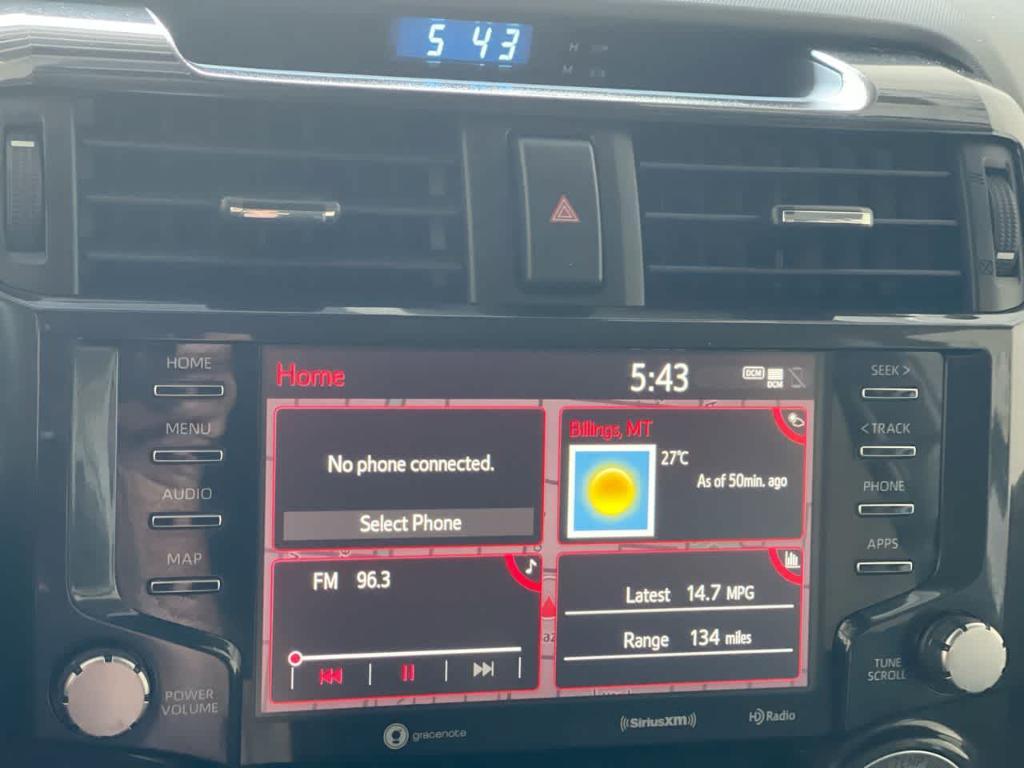 5 43
H
M
HOME
MENU
AUDIO
MAP
POWER
VOLUME
Home
5:43
DCM
DCM
No phone connected.
Select Phone
Billings, MT
27°C
As of 50min. ago
FM 96.3
Latest 14.7 MPG
Range 134 miles
SEEK >
< TRACK
PHONE
APPS
TUNE
SCROLL
gracenote
((SiriusXM))
HD Radio